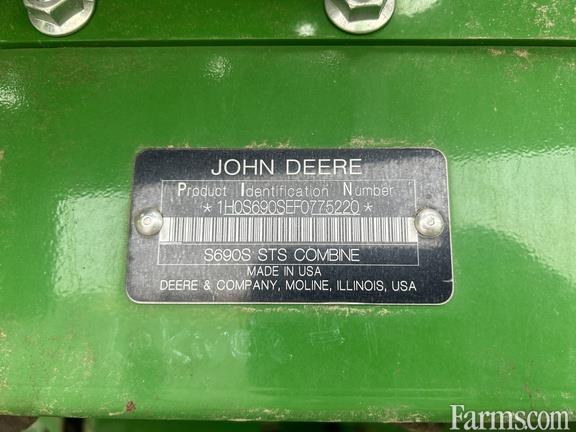 JOHN DEERE
Product Identification Number
*1H0S690SEF0775220*
S690S STS COMBINE
MADE IN USA
DEERE & COMPANY, MOLINE, ILLINOIS, USA
Farms.com